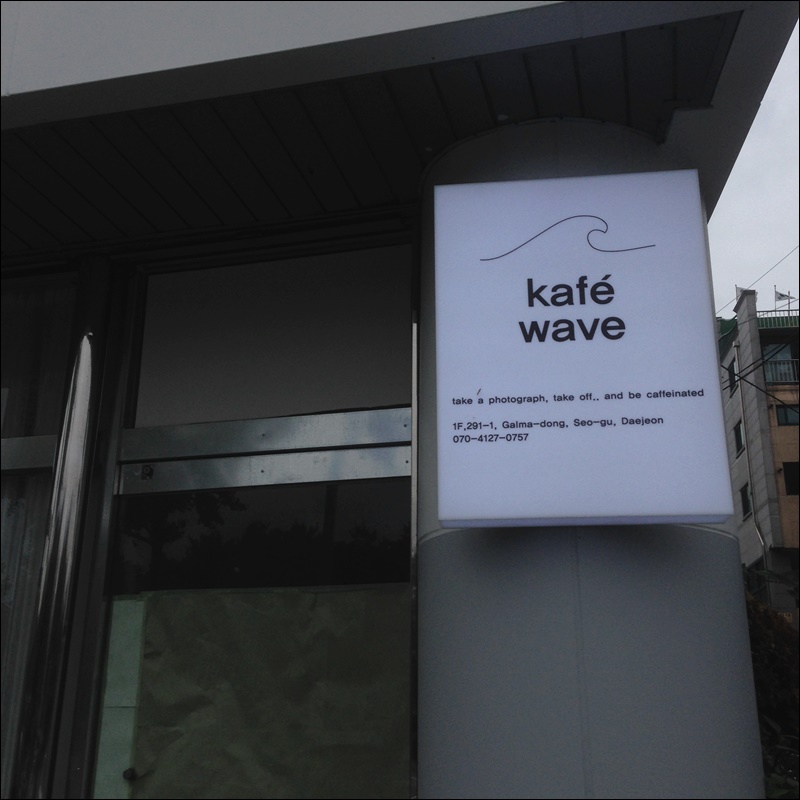 kafé
wave
take a photograph, take off,, and be caffeinated
1F,291-1, Galma-dong, Seo-gu, Daejeon
070-4127-0757